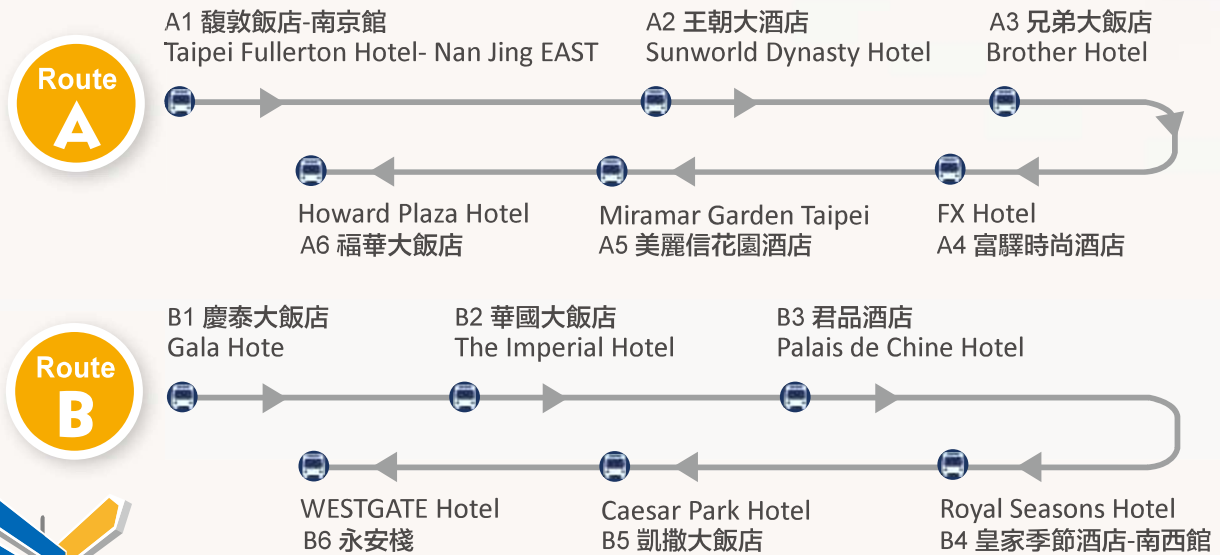 Route
A
A1 馥敦飯店-南京館
Taipei Fullerton Hotel- Nan Jing EAST
A2 王朝大酒店
Sunworld Dynasty Hotel
A3 兄弟大飯店
Brother Hotel
Howard Plaza Hotel
A6 福華大飯店
Miramar Garden Taipei
A5 美麗信花園酒店
FX Hotel
A4 富驛時尚酒店
Route
B
B1 慶泰大飯店
Gala Hote
B2 華國大飯店
The Imperial Hotel
B3 君品酒店
Palais de Chine Hotel
WESTGATE Hotel
B6 永安棧
Caesar Park Hotel
B5 凱撒大飯店
Royal Seasons Hotel
B4 皇家季節酒店-南西館